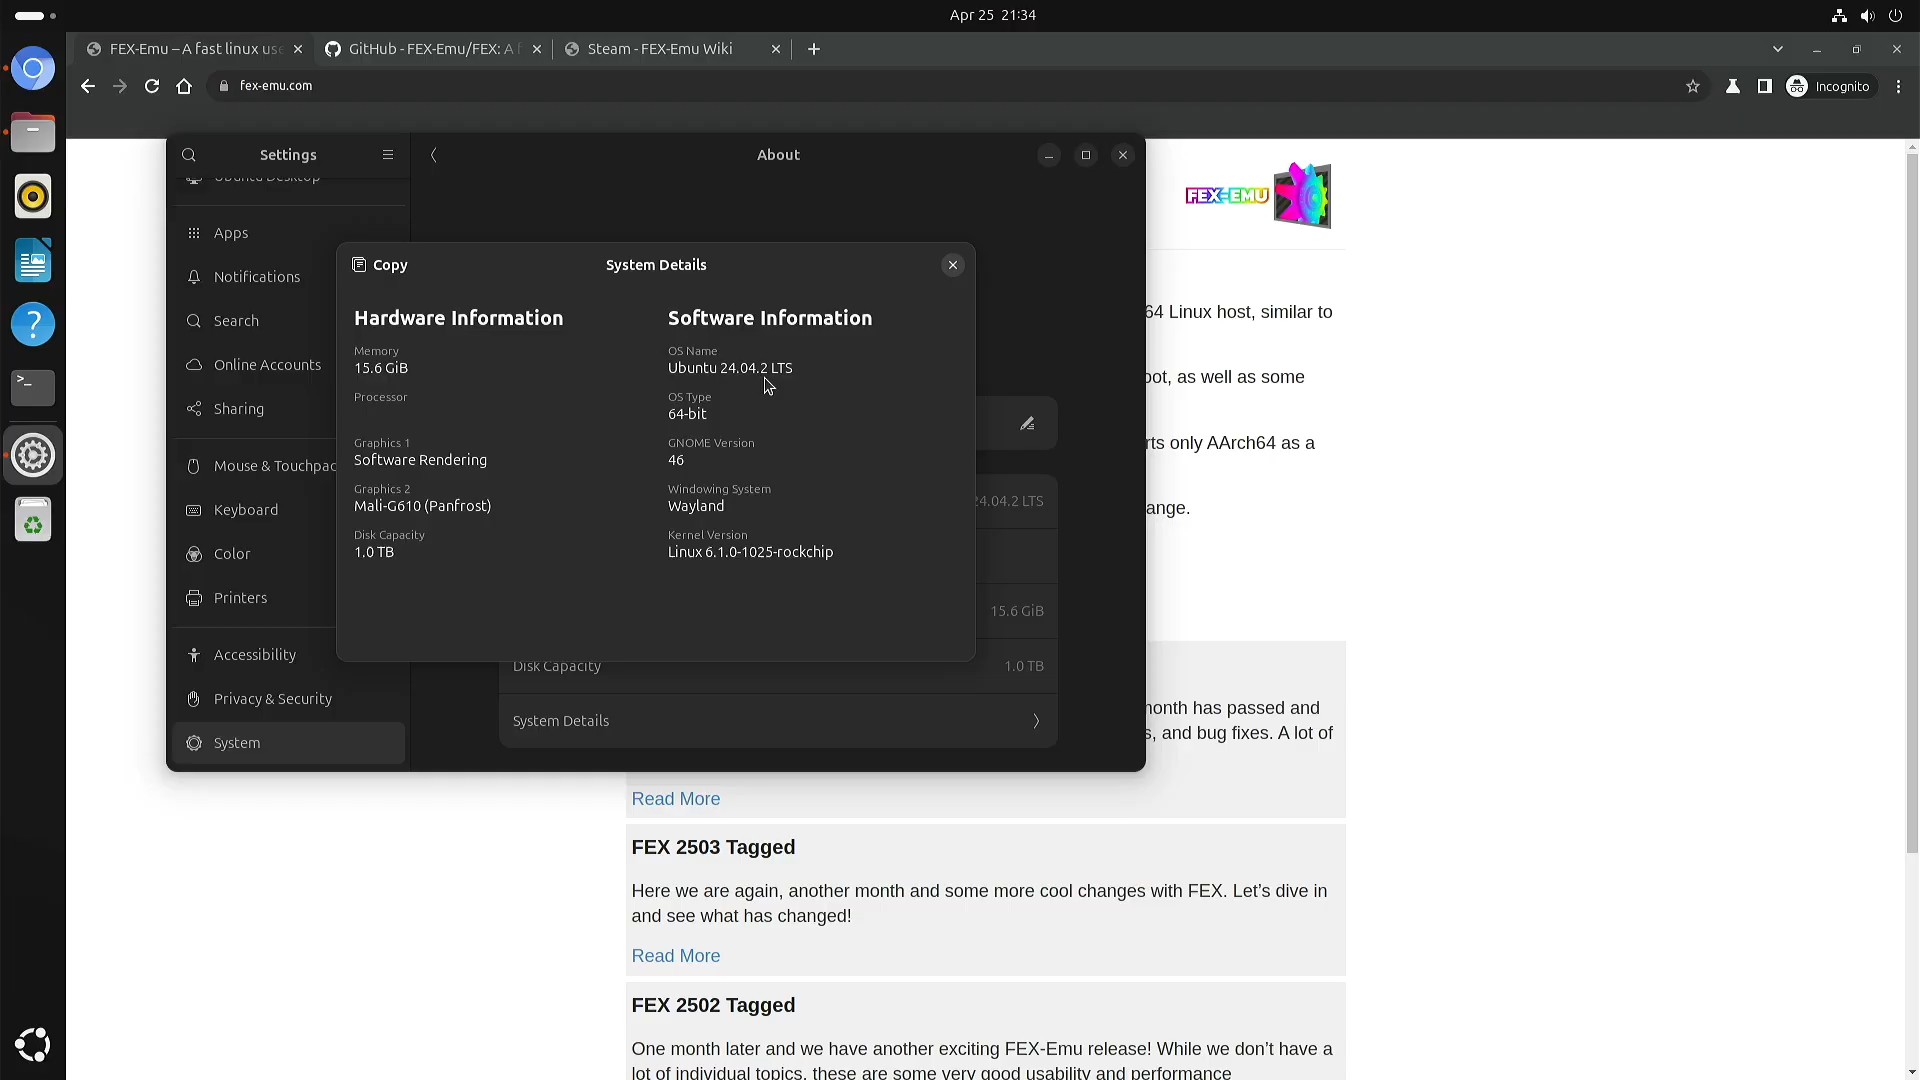 Apr 25 21:34
FEX-Emu – A fast linux use
GitHub - FEX-Emu/FEX: A f
Steam - FEX-Emu Wiki
fex-emu.com
Incognito
Settings
About
Ubuntu Desktop
Apps
Notifications
Search
Online Accounts
Sharing
Mouse & Touchpad
Keyboard
Color
Printers
Accessibility
Privacy & Security
System
Copy
System Details
Hardware Information
Memory
15.6 GiB
Processor
Graphics 1
Software Rendering
Graphics 2
Mali-G610 (Panfrost)
Disk Capacity
1.0 TB
Software Information
OS Name
Ubuntu 24.04.2 LTS
OS Type
64-bit
GNOME Version
46
Windowing System
Wayland
Kernel Version
Linux 6.1.0-1025-rockchip
24.04.2 LTS
15.6 GiB
Disk Capacity
1.0 TB
System Details
FEX-EMU
64 Linux host, similar to
oot, as well as some
rts only AArch64 as a
ange.
month has passed and
s, and bug fixes. A lot of
Read More
FEX 2503 Tagged
Here we are again, another month and some more cool changes with FEX. Let’s dive in
and see what has changed!
Read More
FEX 2502 Tagged
One month later and we have another exciting FEX-Emu release! While we don’t have a
lot of individual topics, these are some very good usability and performance